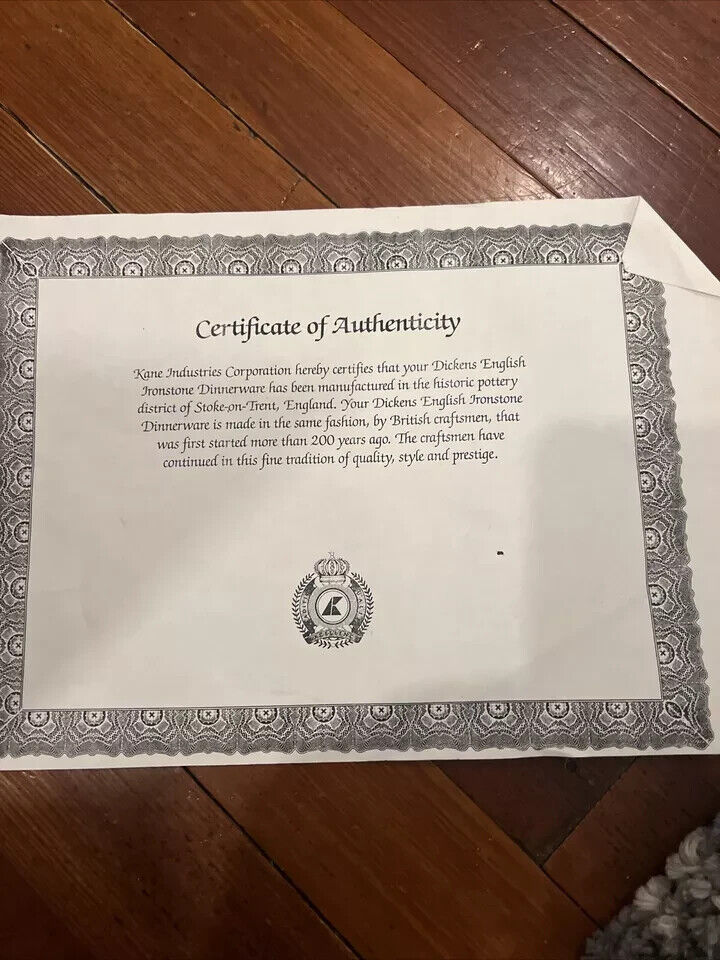 Certificate of Authenticity
Kane Industries Corporation hereby certifies that your Dickens English
Ironstone Dinnerware has been manufactured in the historic pottery
district of Stoke-on-Trent, England. Your Dickens English Ironstone
Dinnerware is made in the same fashion, by British craftsmen, that
was first started more than 200 years ago. The craftsmen have
continued in this fine tradition of quality, style and prestige.
K